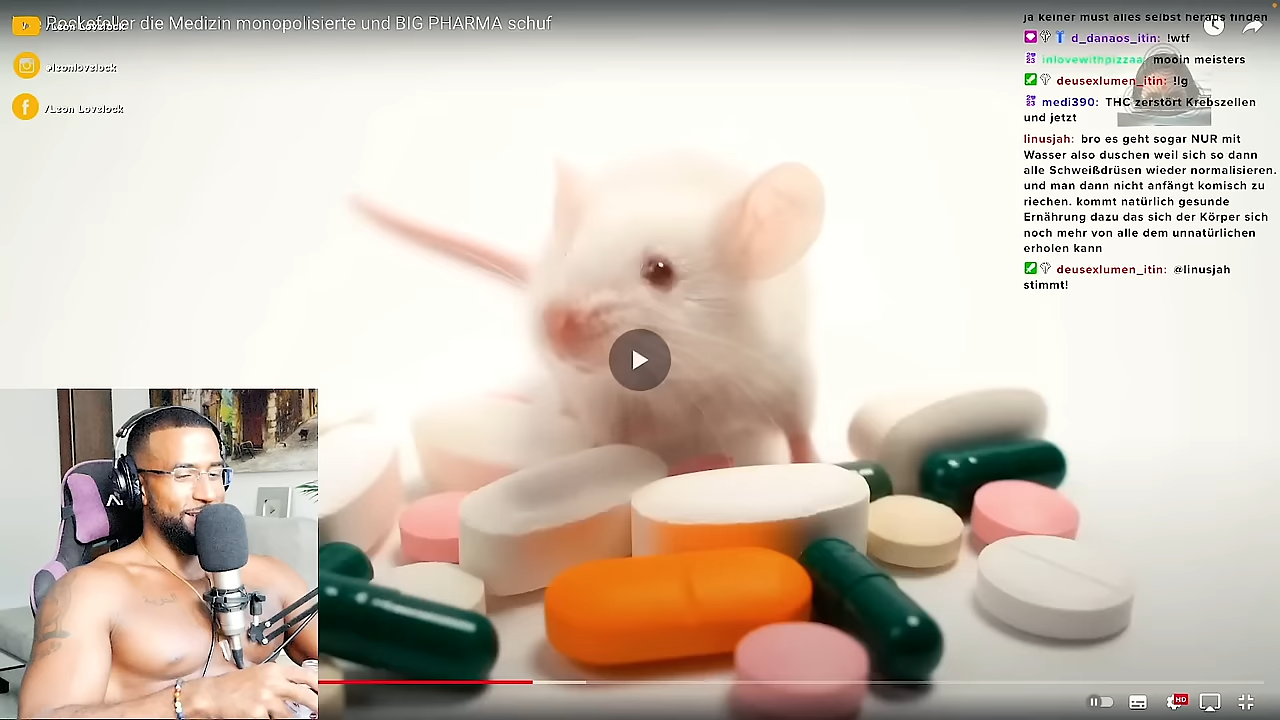 Rockefeller die Medizin monopolisierte und BIG PHARMA schuf
/Leon Lovelock
@leonlovelock
/Leon Lovelock
ja keiner must alles selbst heraus finden
d_danaos_itin: !wtf
inlovewithpizzaa: mooin meisters
deusexlumen_itin: !lg
medi390: THC zerstört Krebszellen
und jetzt
linusjah: bro es geht sogar NUR mit
Wasser also duschen weil sich so dann
alle Schweißdrüsen wieder normalisieren.
und man dann nicht anfängt komisch zu
riechen. kommt natürlich gesunde
Ernährung dazu das sich der Körper sich
noch mehr von alle dem unnatürlichen
erholen kann
deusexlumen_itin: @linusjah
stimmt!
HD